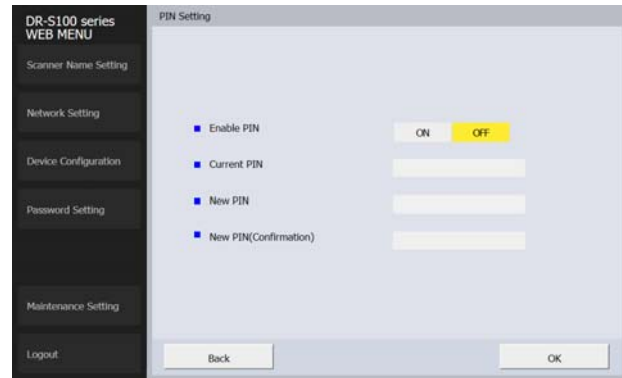 DR-S100 series
WEB MENU
PIN Setting
Scanner Name Setting
Network Setting
Device Configuration
Password Setting
Maintenance Setting
Logout
Enable PIN
ON OFF
Current PIN
New PIN
New PIN(Confirmation)
Back
OK